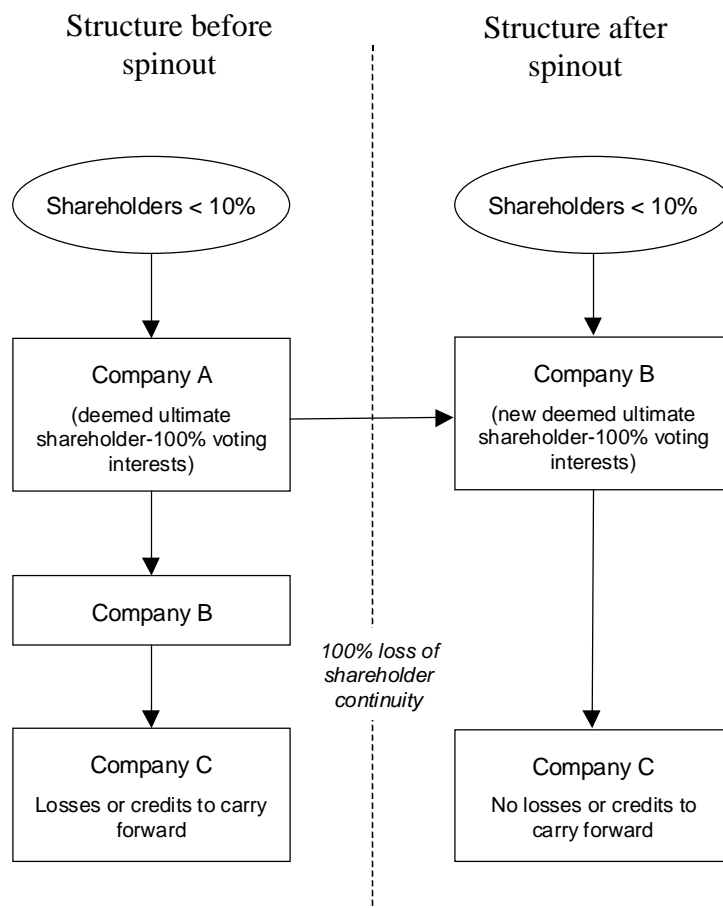 Structure before
spinout
Shareholders < 10%
Company A
(deemed ultimate
shareholder-100% voting
interests)
Company B
Company C
Losses or credits to carry
forward
100% loss of
shareholder
continuity
Structure after
spinout
Shareholders < 10%
Company B
(new deemed ultimate
shareholder-100% voting
interests)
Company C
No losses or credits to
carry forward